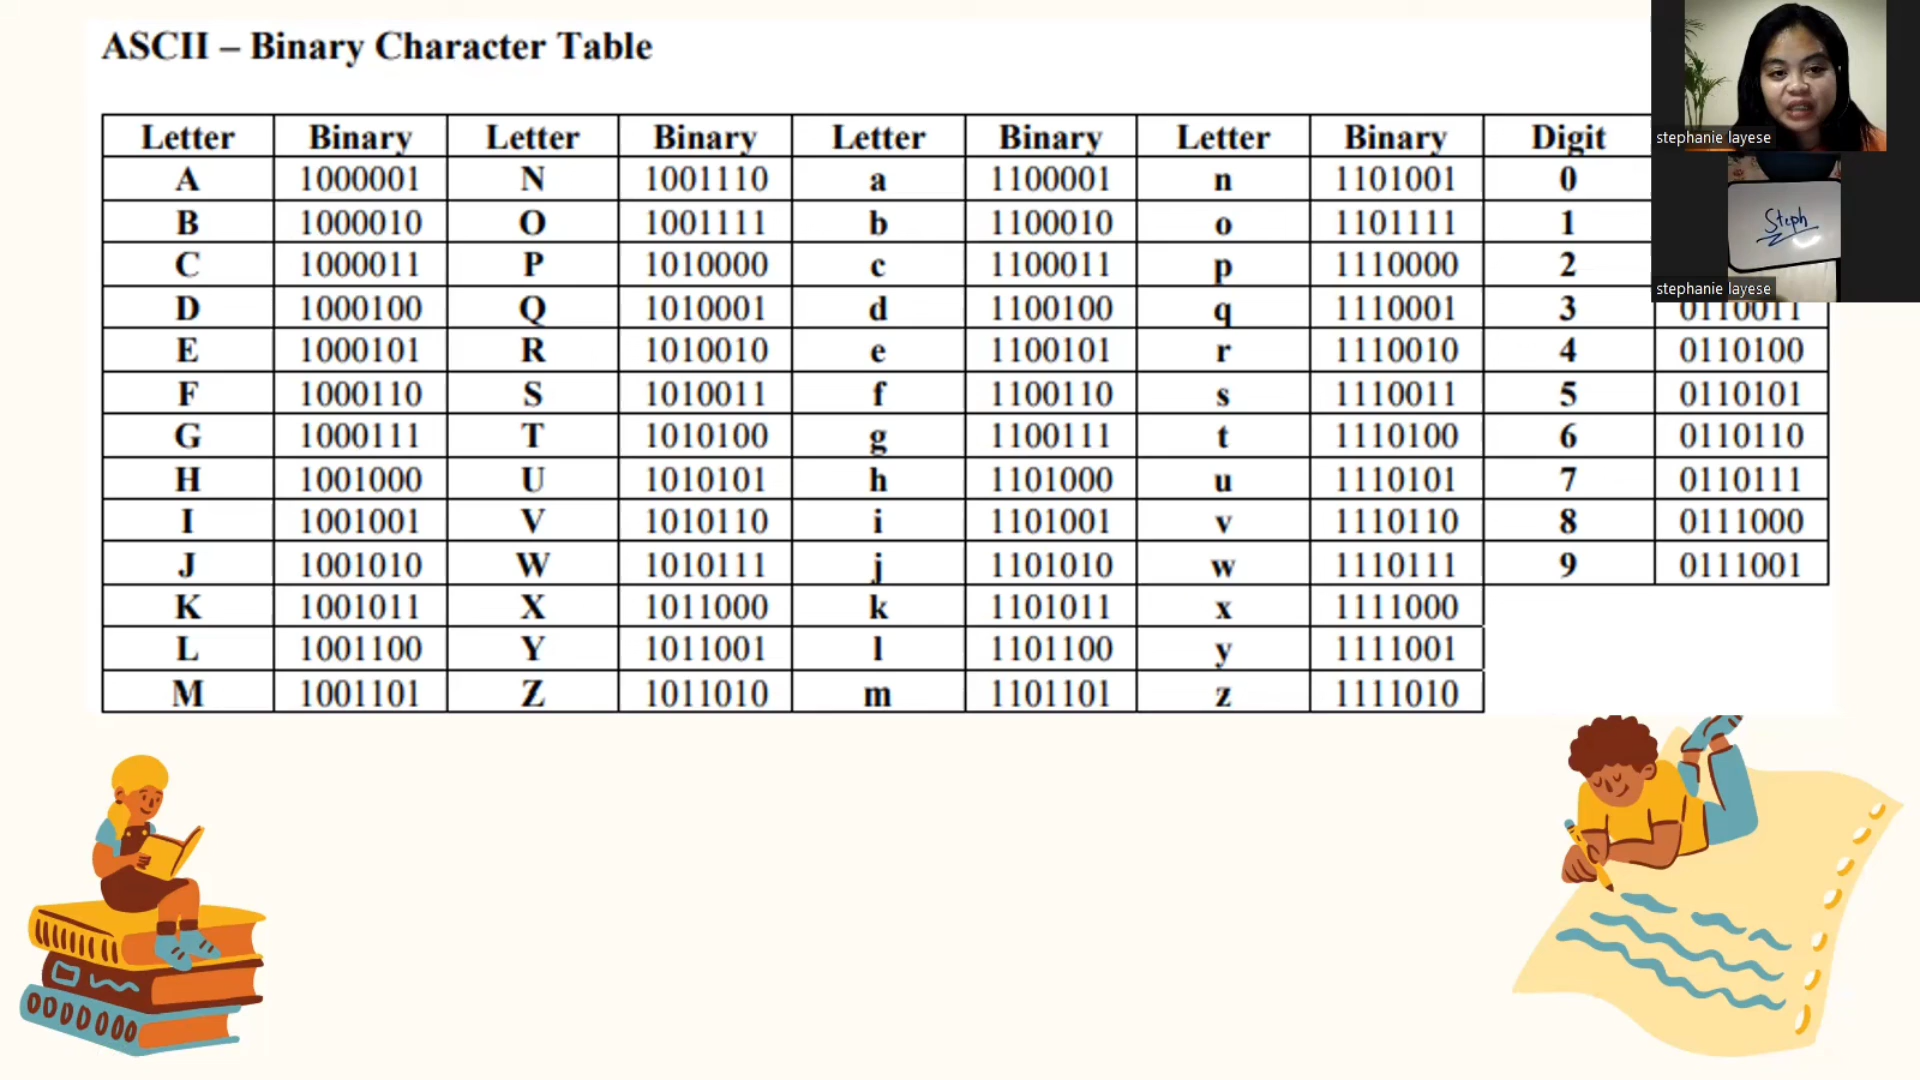 ASCII – Binary Character Table
Letter Binary Letter Binary Letter Binary Letter Binary Digit
A 1000001 N 1001110 a 1100001 n 1101001 0
B 1000010 O 1001111 b 1100010 o 1101111 1
C 1000011 P 1010000 c 1100011 p 1110000 2
D 1000100 Q 1010001 d 1100100 q 1110001 3 0110011
E 1000101 R 1010010 e 1100101 r 1110010 4 0110100
F 1000110 S 1010011 f 1100110 s 1110011 5 0110101
G 1000111 T 1010100 g 1100111 t 1110100 6 0110110
H 1001000 U 1010101 h 1101000 u 1110101 7 0110111
I 1001001 V 1010110 i 1101001 v 1110110 8 0111000
J 1001010 W 1010111 j 1101010 w 1110111 9 0111001
K 1001011 X 1011000 k 1101011 x 1111000
L 1001100 Y 1011001 l 1101100 y 1111001
M 1001101 Z 1011010 m 1101101 z 1111010
stephanie layese
Steph
stephanie layese